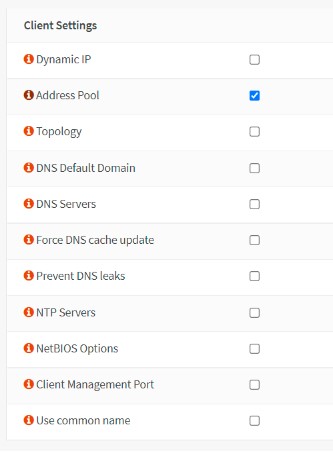 Client Settings
Dynamic IP
Address Pool
Topology
DNS Default Domain
DNS Servers
Force DNS cache update
Prevent DNS leaks
NTP Servers
NetBIOS Options
Client Management Port
Use common name